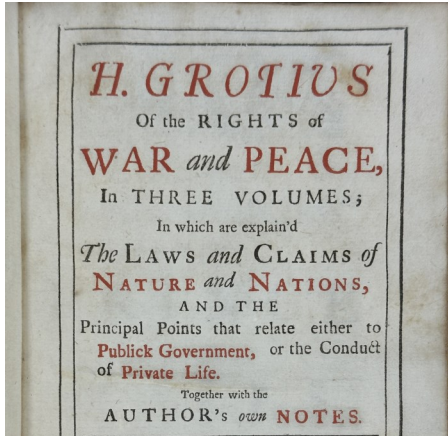 H. GROTIUS
Of the RIGHTS of
WAR and PEACE,
In THREE VOLUMES;
In which are explain'd
The LAWS and CLAIMS of
NATURE and NATIONS,
AND THE
Principal Points that relate either to
Publick Government, or the Conduct
of Private Life.
Together with the
AUTHOR's own NOTES.